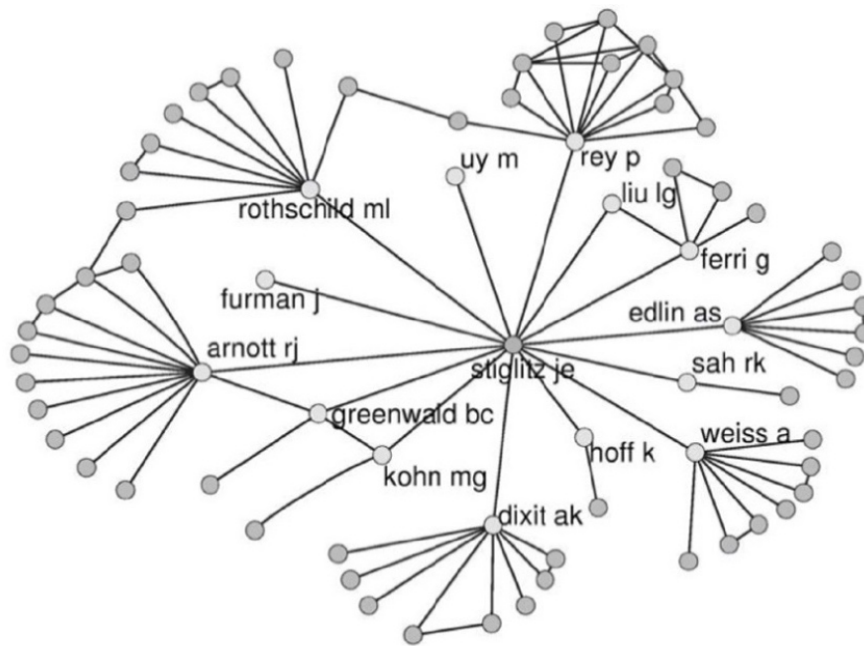 uy m
rey p
liu lg
rothschild ml
ferri g
furman j
edlin as
arnott rj
stiglitz je
sah rk
greenwald bc
weiss a
hoff k
kohn mg
dixit ak